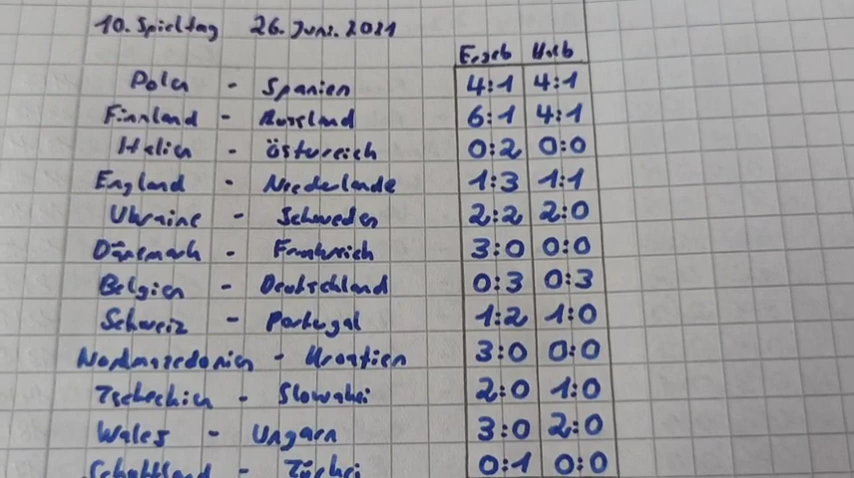 10. Spieltag 26. Juni. 2021
Ergeb Halb
Polen - Spanien 4:1 4:1
Finnland - Russland 6:1 4:1
Italien - Östereich 0:2 0:0
England - Niederlande 1:3 1:1
Ukraine - Schweden 2:2 2:0
Dänemark - Frankreich 3:0 0:0
Belgien - Deutschland 0:3 0:3
Schweiz - Portugal 1:2 1:0
Nordmazedonien - Kroatien 3:0 0:0
Tschechien - Slowakei 2:0 1:0
Wales - Ungarn 3:0 2:0
Schottland - Türkei 0:1 0:0